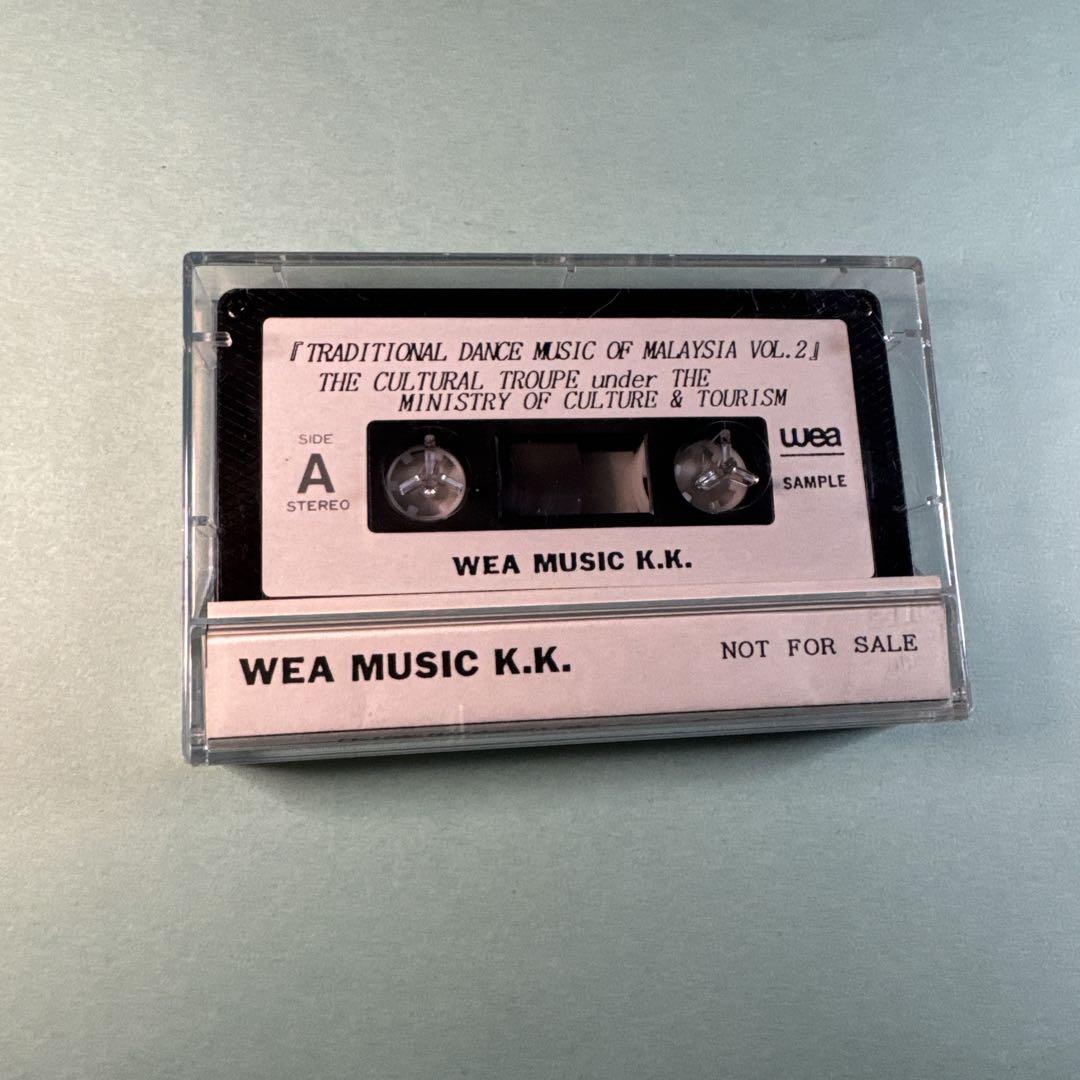 『TRADITIONAL DANCE MUSIC OF MALAYSIA VOL.2』
THE CULTURAL TROUPE under THE
MINISTRY OF CULTURE & TOURISM
SIDE
A
STEREO
wea
SAMPLE
WEA MUSIC K.K.
WEA MUSIC K.K.
NOT FOR SALE